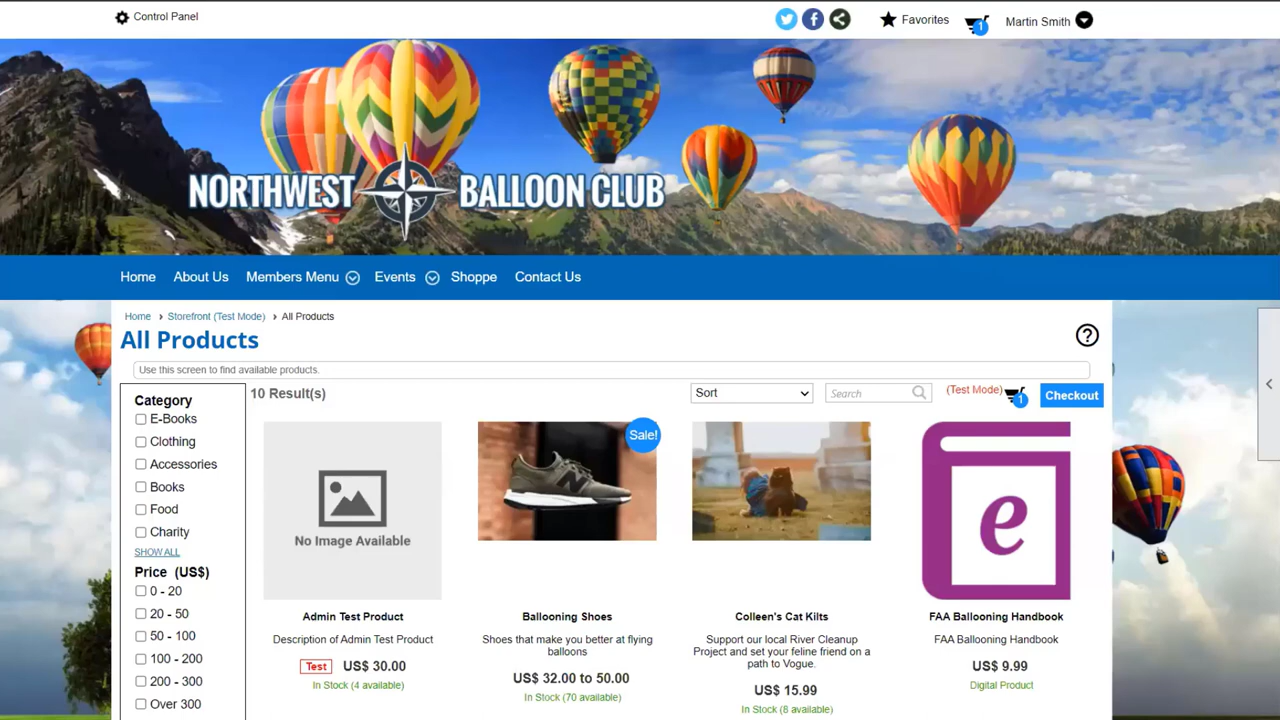 Control Panel
Favorites
1
Martin Smith
NORTHWEST BALLOON CLUB
Home
About Us
Members Menu
Events
Shoppe
Contact Us
Home › Storefront (Test Mode) › All Products
All Products
?
Use this screen to find available products.
Category
E-Books
Clothing
Accessories
Books
Food
Charity
SHOW ALL
Price (US$)
0 - 20
20 - 50
50 - 100
100 - 200
200 - 300
Over 300
10 Result(s)
Sort
Search
(Test Mode)
1
Checkout
No Image Available
Admin Test Product
Description of Admin Test Product
Test US$ 30.00
In Stock (4 available)
Sale!
N
Ballooning Shoes
Shoes that make you better at flying
balloons
US$ 32.00 to 50.00
In Stock (70 available)
Colleen's Cat Kilts
Support our local River Cleanup
Project and set your feline friend on a
path to Vogue.
US$ 15.99
In Stock (8 available)
e
FAA Ballooning Handbook
FAA Ballooning Handbook
US$ 9.99
Digital Product